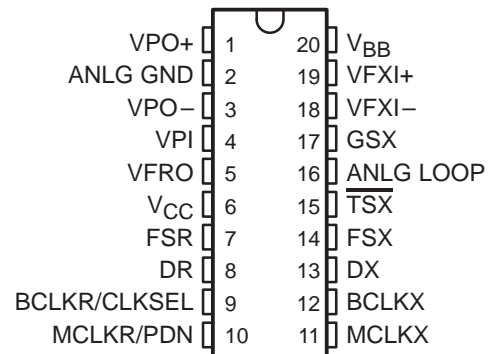 VPO+ 1 20 VBB
ANLG GND 2 19 VFXI+
VPO− 3 18 VFXI−
VPI 4 17 GSX
VFRO 5 16 ANLG LOOP
VCC 6 15 TSX
FSR 7 14 FSX
DR 8 13 DX
BCLKR/CLKSEL 9 12 BCLKX
MCLKR/PDN 10 11 MCLKX